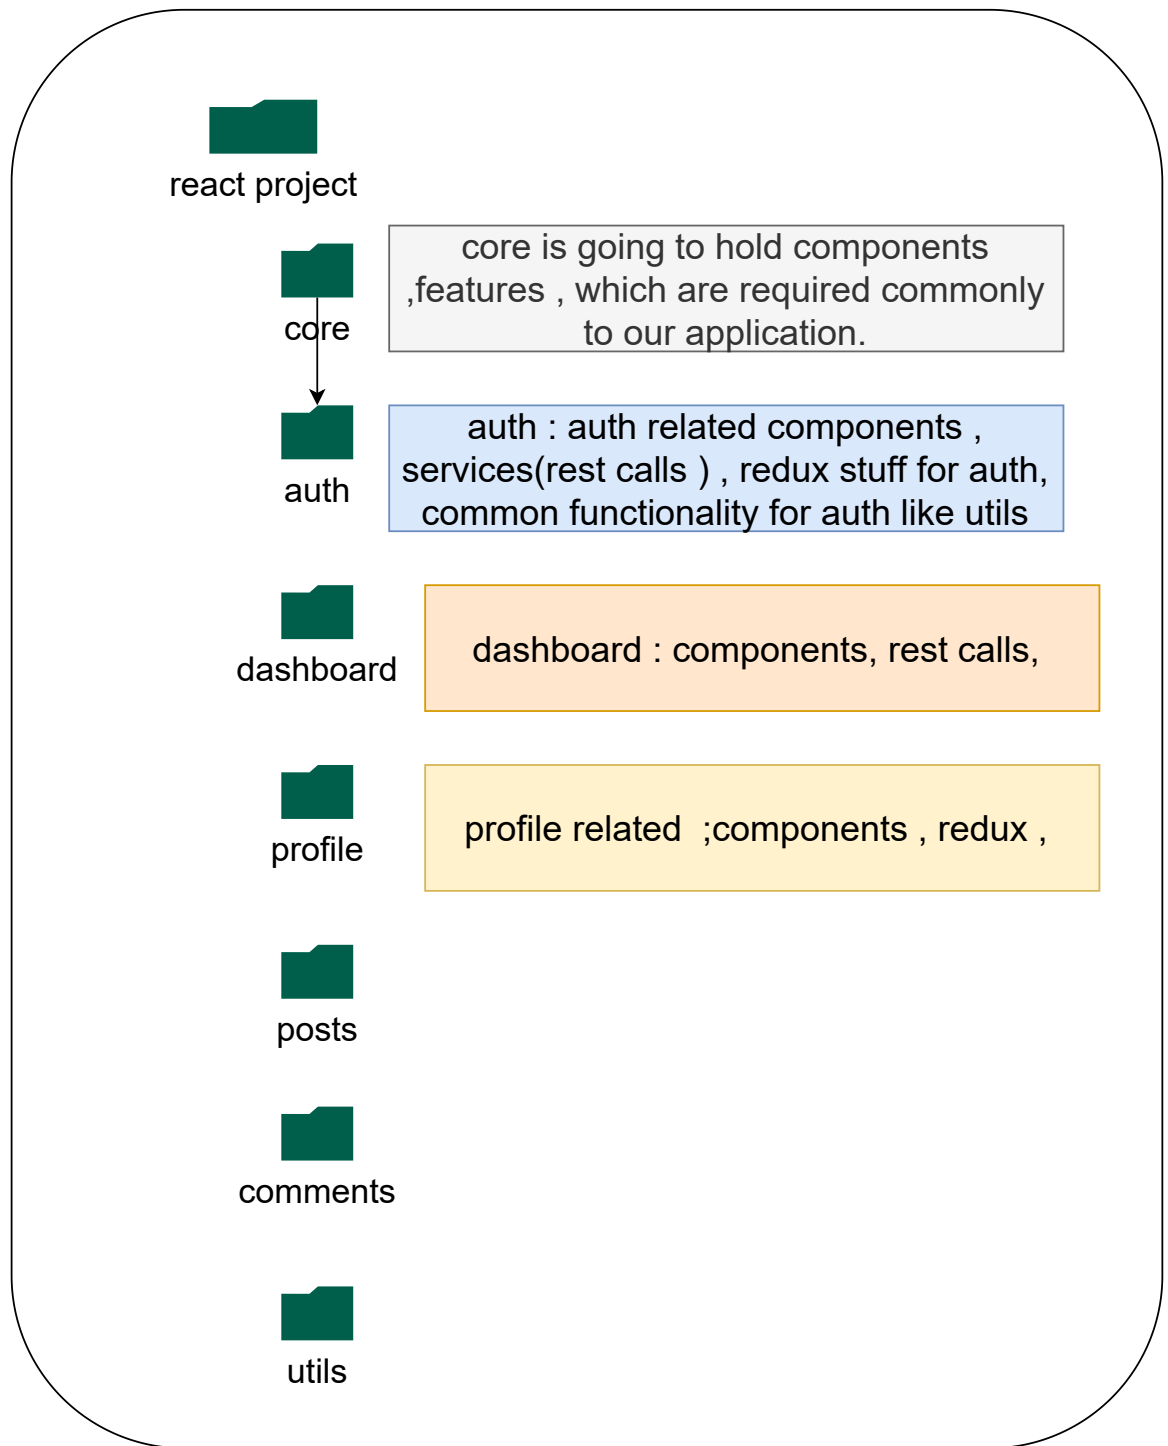 react project
core
core is going to hold components
,features , which are required commonly
to our application.
auth
auth : auth related components ,
services(rest calls ) , redux stuff for auth,
common functionality for auth like utils
dashboard
dashboard : components, rest calls,
profile
profile related  ;components , redux ,
posts
comments
utils